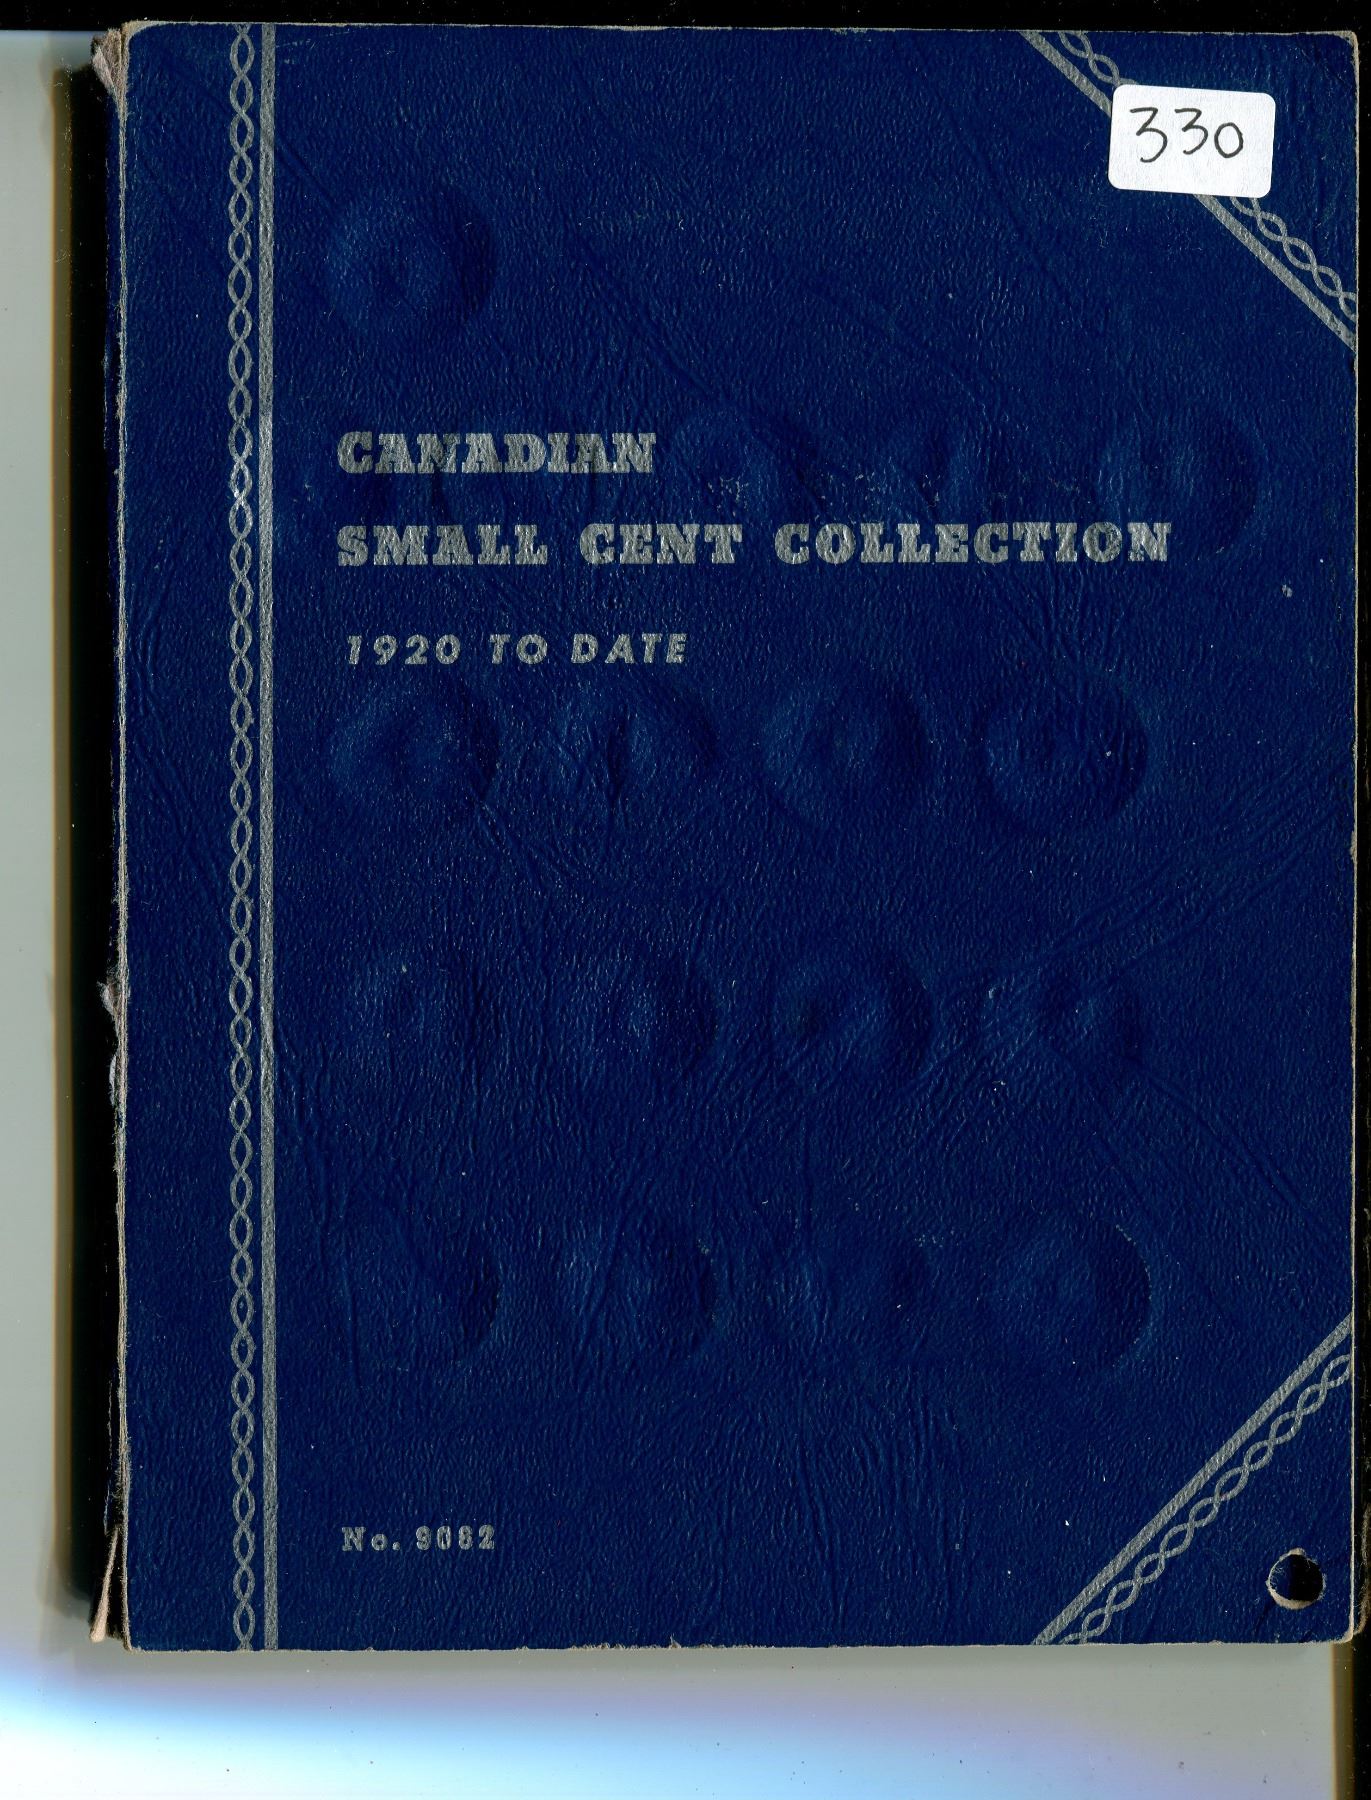 330
CANADIAN
SMALL CENT COLLECTION
1920 TO DATE
No. 9062